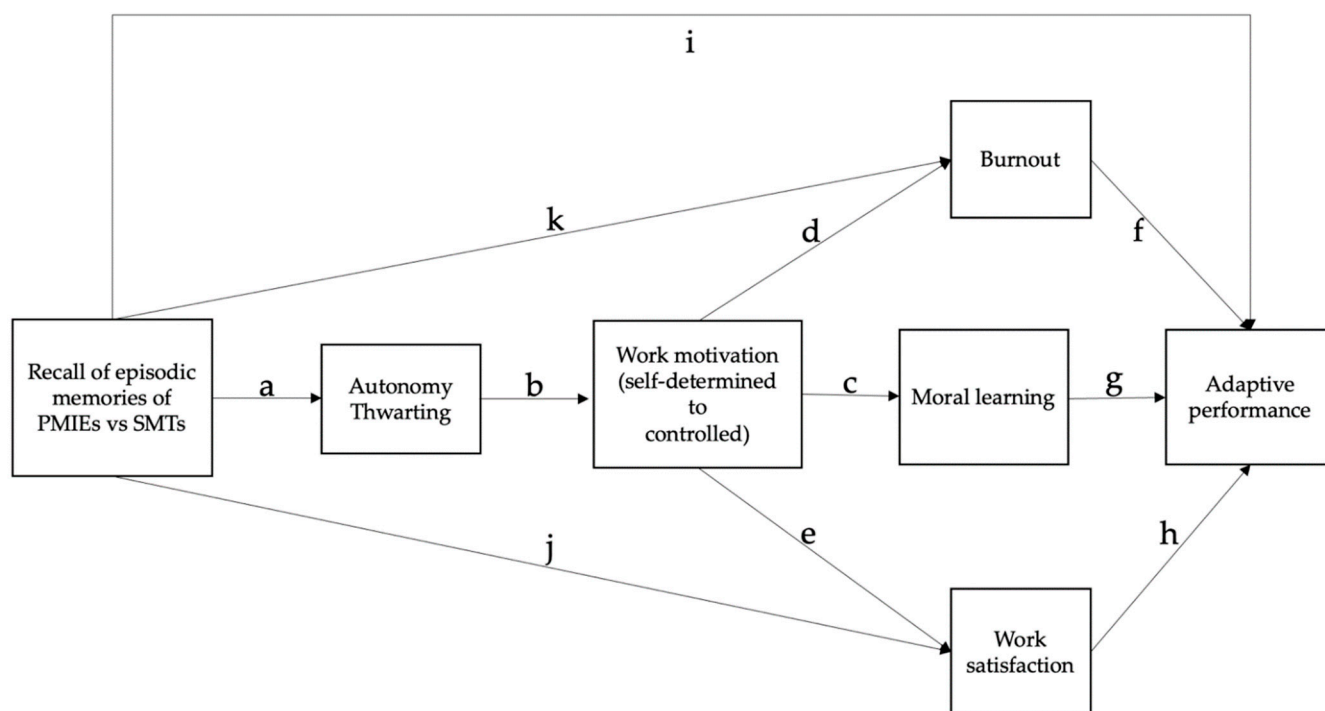 i
Burnout
k
d
f
Recall of episodic
memories of
PMIEs vs SMTs
a
Autonomy
Thwarting
b
Work motivation
(self-determined
to
controlled)
c
Moral learning
g
Adaptive
performance
j
e
h
Work
satisfaction